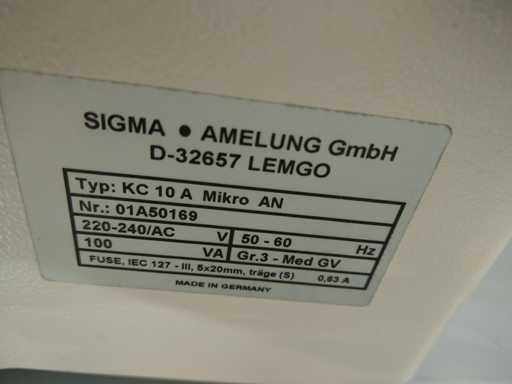 SIGMA • AMELUNG GmbH
D-32657 LEMGO
Typ: KC 10 A Mikro AN
Nr.: 01A50169
220-240/AC V 50 - 60 Hz
100 VA Gr.3 - Med GV
FUSE, IEC 127 - III, 5x20mm, träge (S) 0,63 A
MADE IN GERMANY